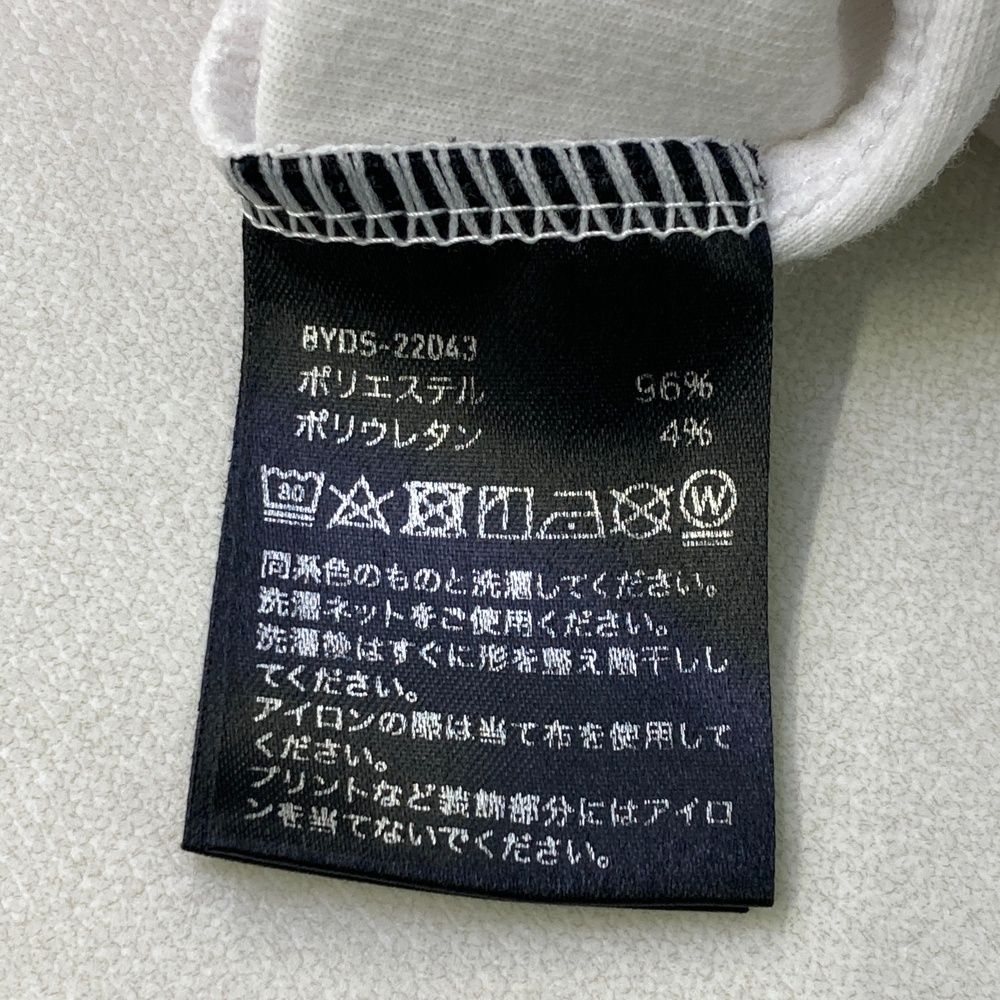 8YDS-22043
ポリエステル 96%
ポリウレタン 4%
30 W
同系色のものと洗濯してください。
洗濯ネットをご使用ください。
洗濯後はすぐに形を整え陰干しし
てください。
アイロンの際は当て布を使用して
ください。
プリントなど装飾部分にはアイロ
ンを当てないでください。